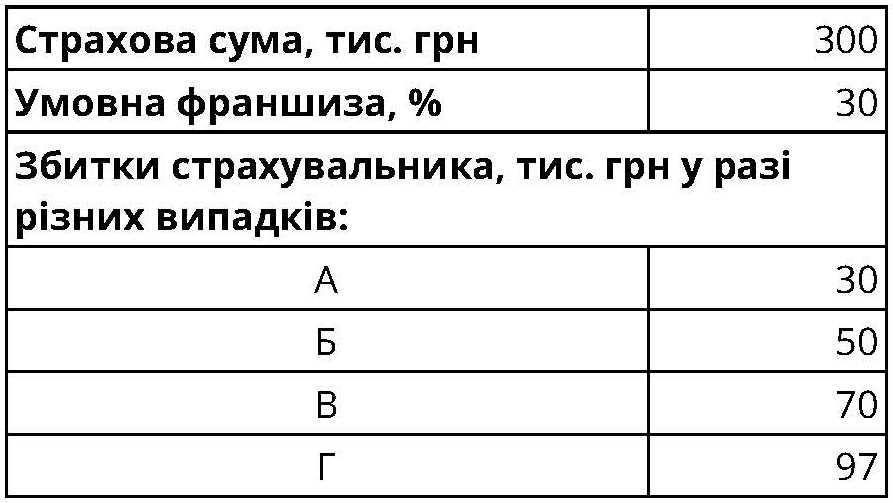 Страхова сума, тис. грн 300
Умовна франшиза, % 30
Збитки страхувальника, тис. грн у разі
різних випадків:
А 30
Б 50
В 70
Г 97